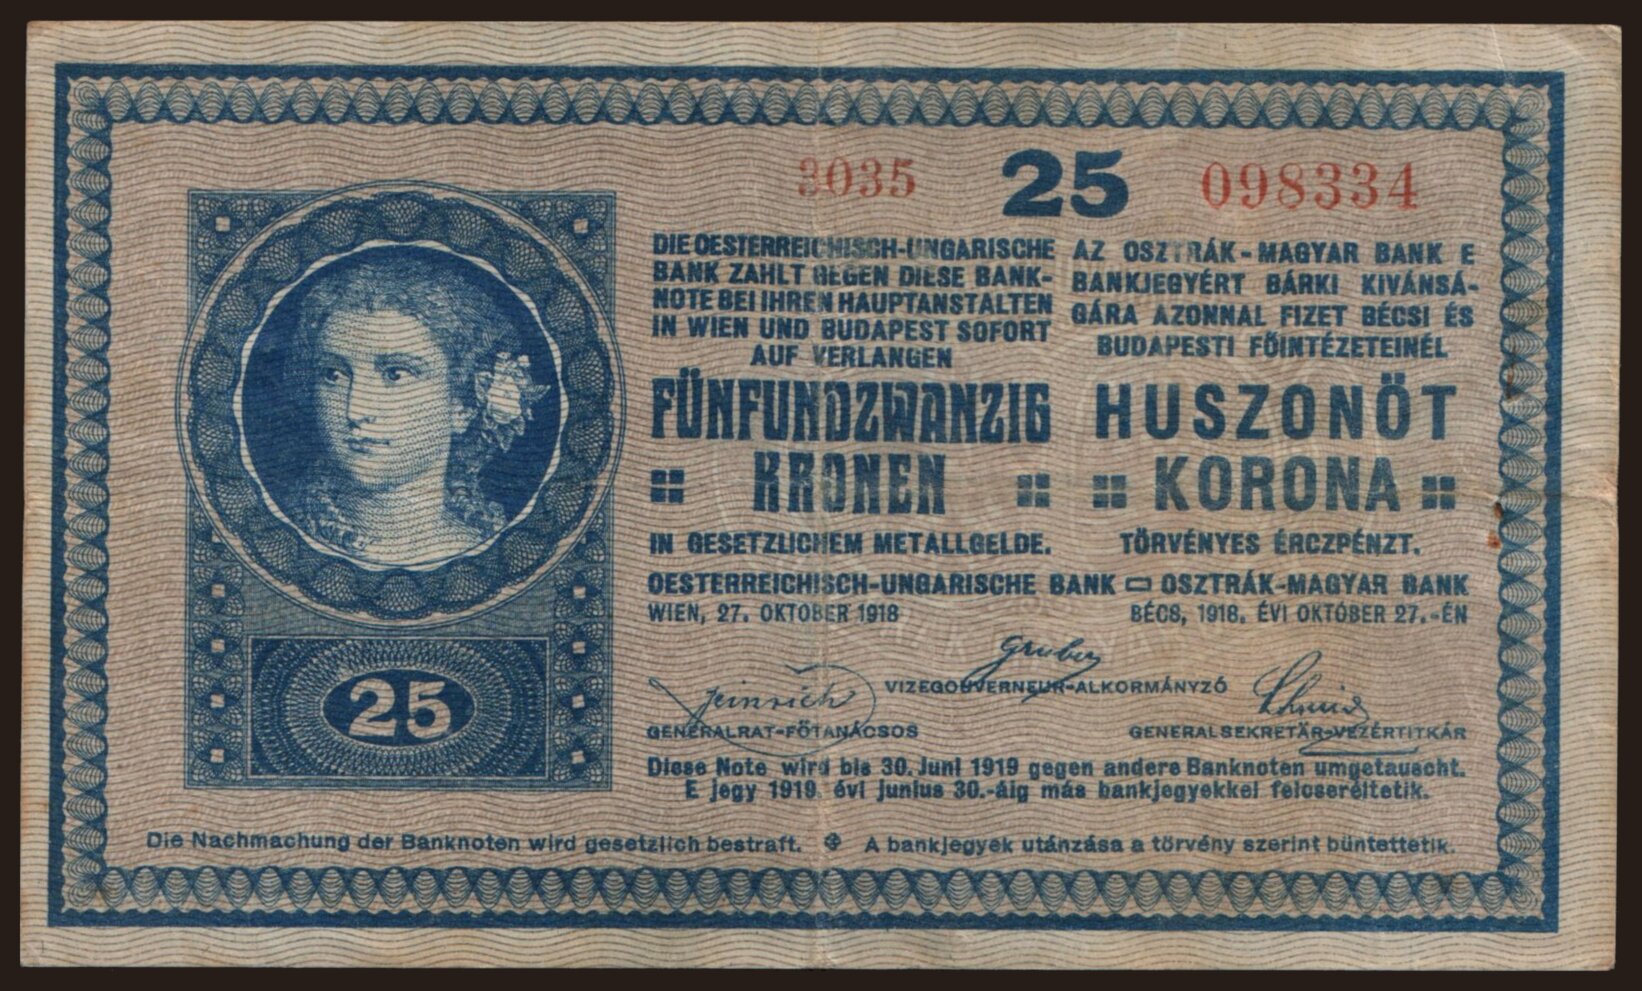 3035 25 098334
DIE OESTERREICHISCH-UNGARISCHE
BANK ZAHLT GEGEN DIESE BANK-
NOTE BEI IHREN HAUPTANSTALTEN
IN WIEN UND BUDAPEST SOFORT
AUF VERLANGEN
FÜNFUNDZWANZIG
KRONEN
IN GESETZLICHEM METALLGELDE.
AZ OSZTRÁK-MAGYAR BANK E
BANKJEGYÉRT BÁRKI KIVÁNSÁ-
GÁRA AZONNAL FIZET BÉCSI ÉS
BUDAPESTI FŐINTÉZETEINÉL
HUSZONÖT
KORONA
TÖRVÉNYES ÉRCZPÉNZT.
OESTERREICHISCH-UNGARISCHE BANK OSZTRÁK-MAGYAR BANK
WIEN, 27. OKTOBER 1918 BÉCS, 1918. ÉVI OKTÓBER 27.-ÉN
Gruber
VIZEGOUVERNEUR-ALKORMÁNYZÓ
GENERALRAT-FŐTANÁCSOS
GENERALSEKRETÄR-VEZÉRTITKÁR
25
Diese Note wird bis 30. Juni 1919 gegen andere Banknoten umgetauscht.
E jegy 1919. évi junius 30.-áig más bankjegyekkel felcseréltetik.
Die Nachmachung der Banknoten wird gesetzlich bestraft. A bankjegyek utánzása a törvény szerint büntettetik.